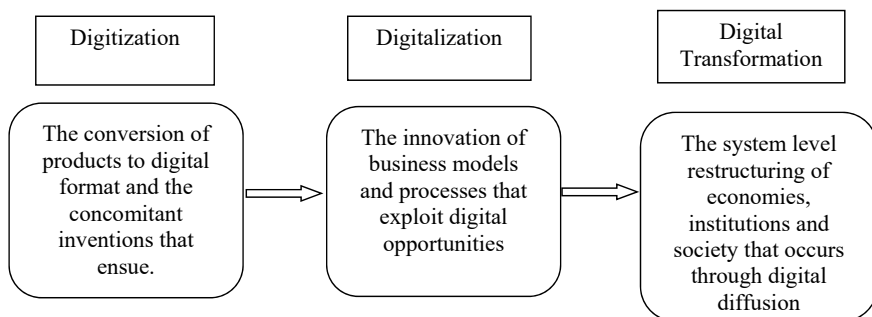 Digitization
Digitalization
Digital
Transformation
The conversion of
products to digital
format and the
concomitant
inventions that
ensue.
The innovation of
business models
and processes that
exploit digital
opportunities
The system level
restructuring of
economies,
institutions and
society that occurs
through digital
diffusion